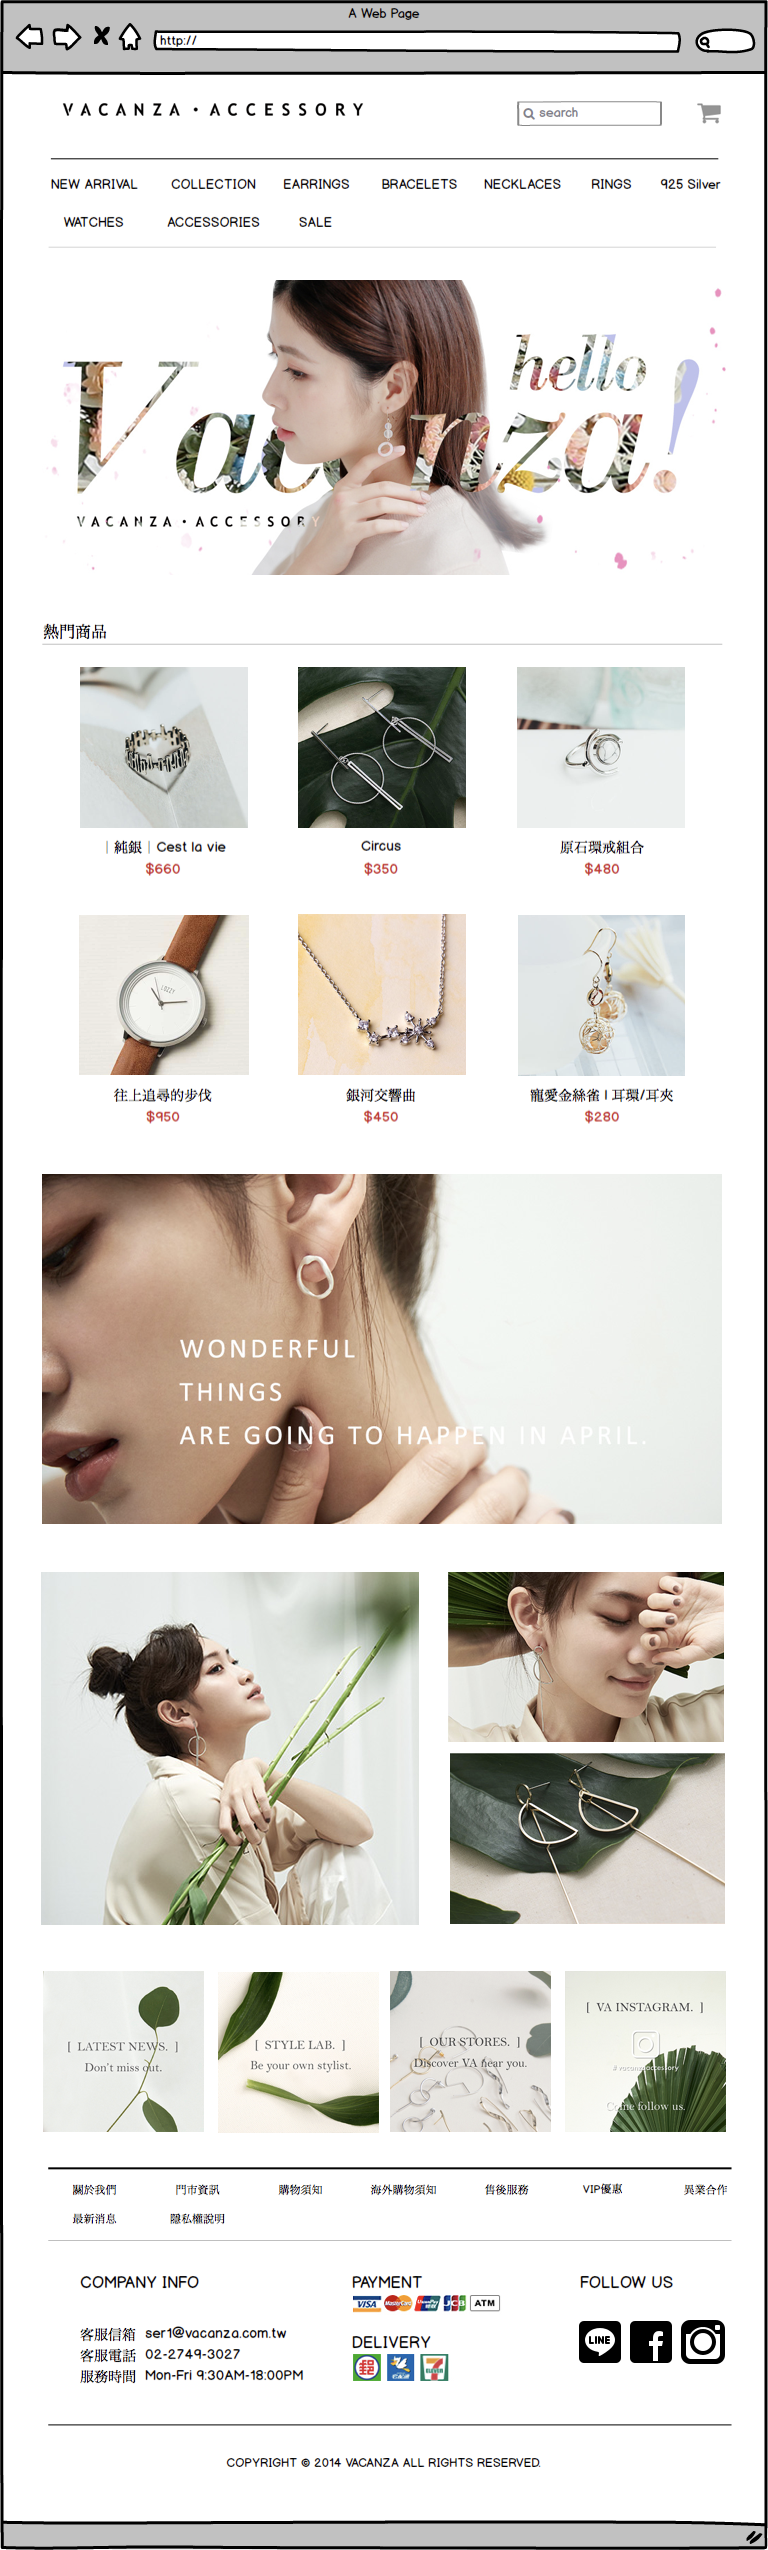 A Web Page
http://
VACANZA・ACCESSORY
search
NEW ARRIVAL COLLECTION EARRINGS BRACELETS NECKLACES RINGS 925 Silver
WATCHES ACCESSORIES SALE
hello
Vacanza!
VACANZA・ACCESSORY
熱門商品
｜純銀｜Cest la vie
$660
Circus
$350
原石環戒組合
$480
往上追尋的步伐
$950
銀河交響曲
$450
寵愛金絲雀 I 耳環/耳夾
$280
WONDERFUL
THINGS
ARE GOING TO HAPPEN IN APRIL.
[ LATEST NEWS. ]
Don't miss out.
[ STYLE LAB. ]
Be your own stylist.
[ OUR STORES. ]
Discover VA near you.
[ VA INSTAGRAM. ]
# vacanzaaccessory
Come follow us.
關於我們 門市資訊 購物須知 海外購物須知 售後服務 VIP優惠 異業合作
最新消息 隱私權說明
COMPANY INFO
客服信箱 ser1@vacanza.com.tw
客服電話 02-2749-3027
服務時間 Mon-Fri 9:30AM-18:00PM
PAYMENT
VISA MasterCard UnionPay JCB ATM
DELIVERY
7 ELEVEN
FOLLOW US
LINE
COPYRIGHT © 2014 VACANZA ALL RIGHTS RESERVED.